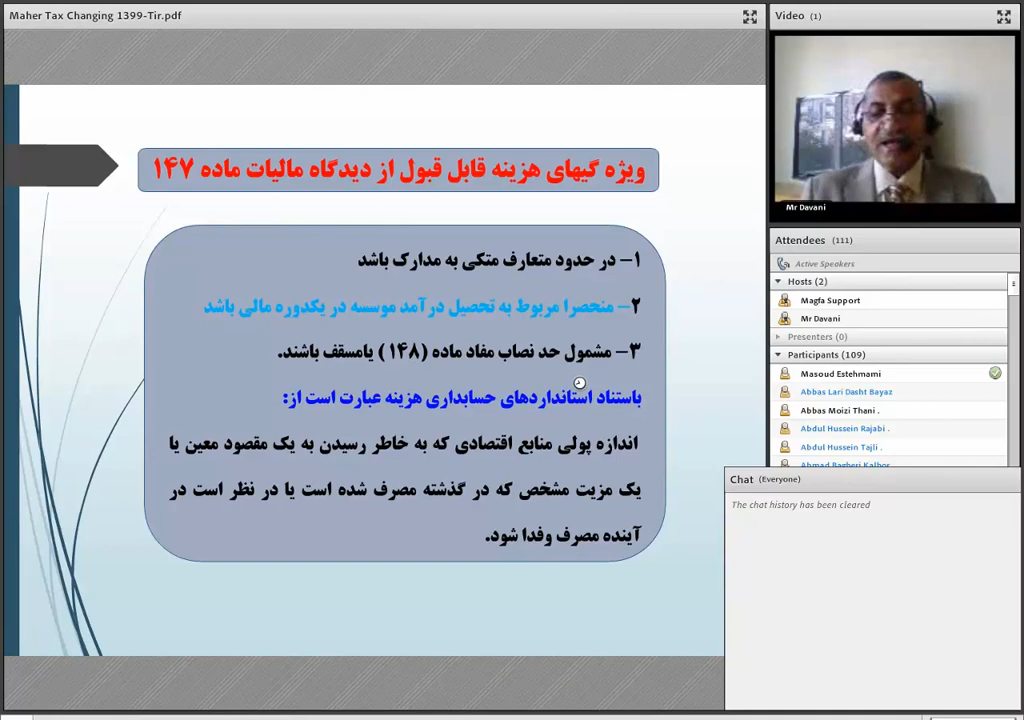 Maher Tax Changing 1399-Tir.pdf
ویژه گیهای هزینه قابل قبول از دیدگاه مالیات ماده ۱۴۷
۱– در حدود متعارف متکی به مدارک باشد
۲– منحصرا مربوط به تحصیل درآمد موسسه در یکدوره مالی باشد
۳– مشمول حد نصاب مفاد ماده (۱۴۸) یامسقف باشند.
باستناد استانداردهای حسابداری هزینه عبارت است از:
اندازه پولی منابع اقتصادی که به خاطر رسیدن به یک مقصود معین یا
یک مزیت مشخص که در گذشته مصرف شده است یا در نظر است در
آینده مصرف وفدا شود.
Video (1)
Mr Davani
Attendees (111)
Active Speakers
Hosts (2)
Magfa Support
Mr Davani
Presenters (0)
Participants (109)
Masoud Estehmami
Abbas Lari Dasht Bayaz
Abbas Moizi Thani .
Abdul Hussein Rajabi .
Abdul Hussein Tajli .
Ahmad Bagheri Kalhor
Chat (Everyone)
The chat history has been cleared